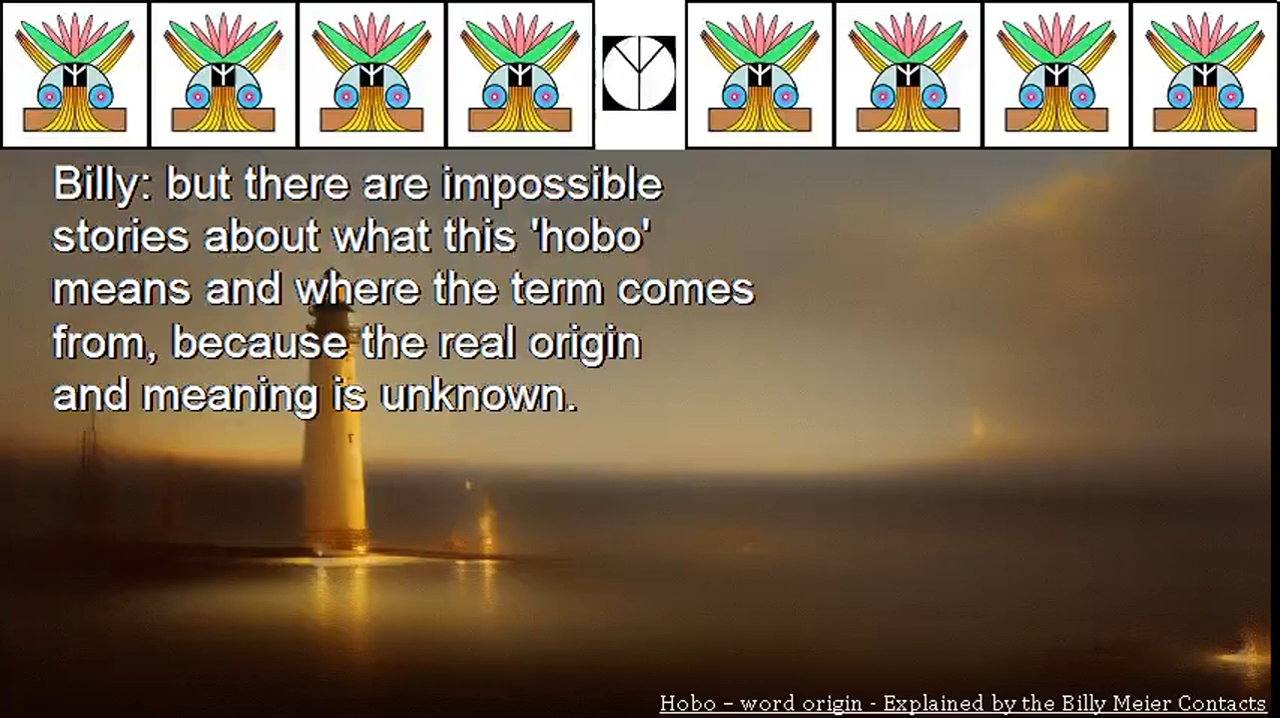 Billy: but there are impossible
stories about what this 'hobo'
means and where the term comes
from, because the real origin
and meaning is unknown.
Hobo – word origin - Explained by the Billy Meier Contacts